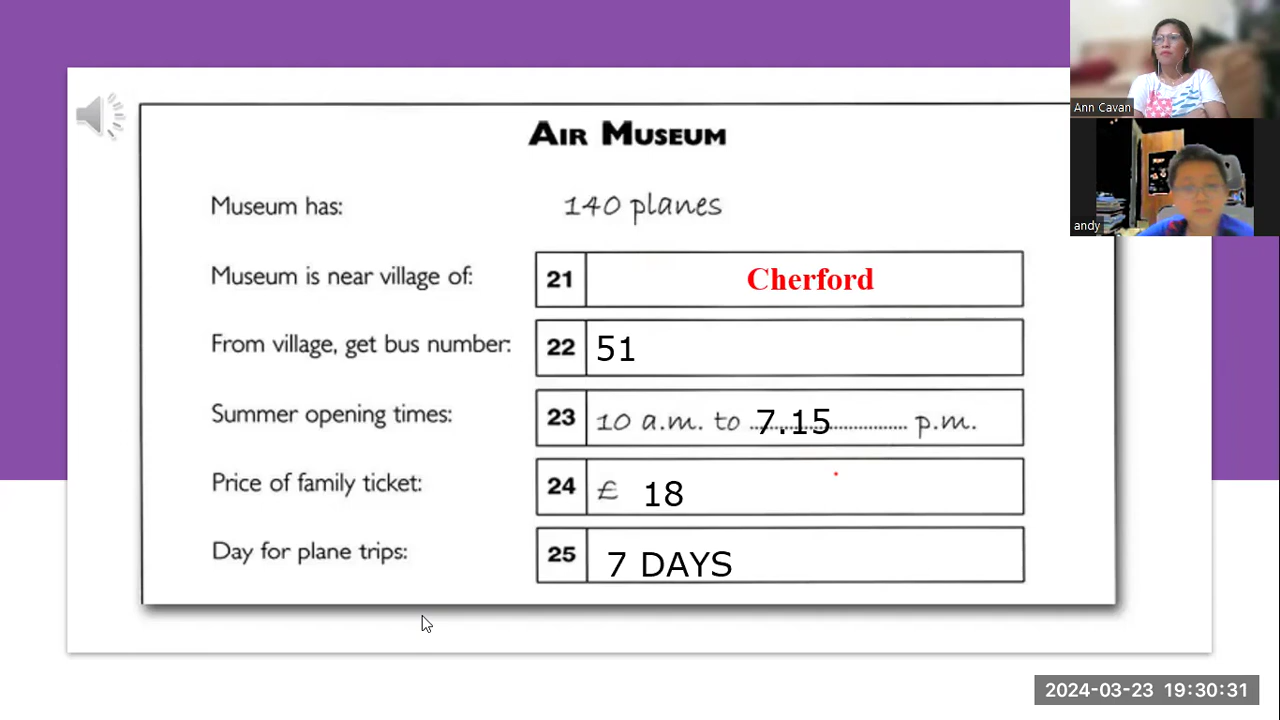 AIR MUSEUM
Museum has: 140 planes
Museum is near village of: 21 Cherford
From village, get bus number: 22 51
Summer opening times: 23 10 a.m. to 7.15 p.m.
Price of family ticket: 24 £ 18
Day for plane trips: 25 7 DAYS
Ann Cavan
andy
2024-03-23 19:30:31